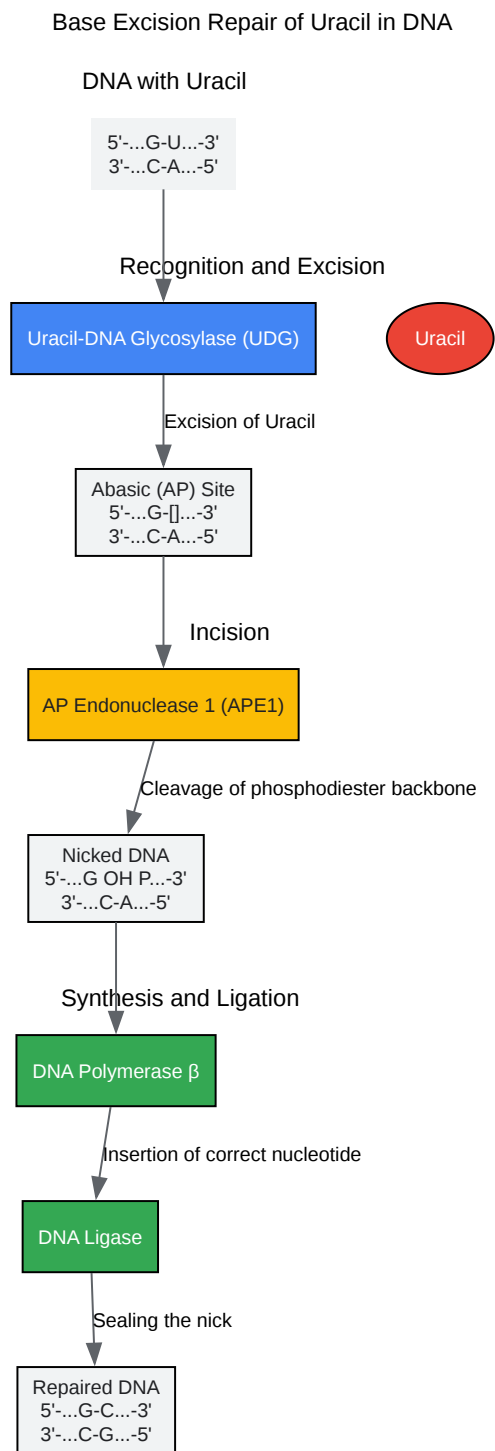 Base Excision Repair of Uracil in DNA
DNA with Uracil
5'-...G-U...-3'
3'-...C-A...-5'
Recognition and Excision
Uracil-DNA Glycosylase (UDG)
Uracil
Excision of Uracil
Abasic (AP) Site
5'-...G-[]...-3'
3'-...C-A...-5'
Incision
AP Endonuclease 1 (APE1)
Cleavage of phosphodiester backbone
Nicked DNA
5'-...G OH P...-3'
3'-...C-A...-5'
Synthesis and Ligation
DNA Polymerase β
Insertion of correct nucleotide
DNA Ligase
Sealing the nick
Repaired DNA
5'-...G-C...-3'
3'-...C-G...-5'